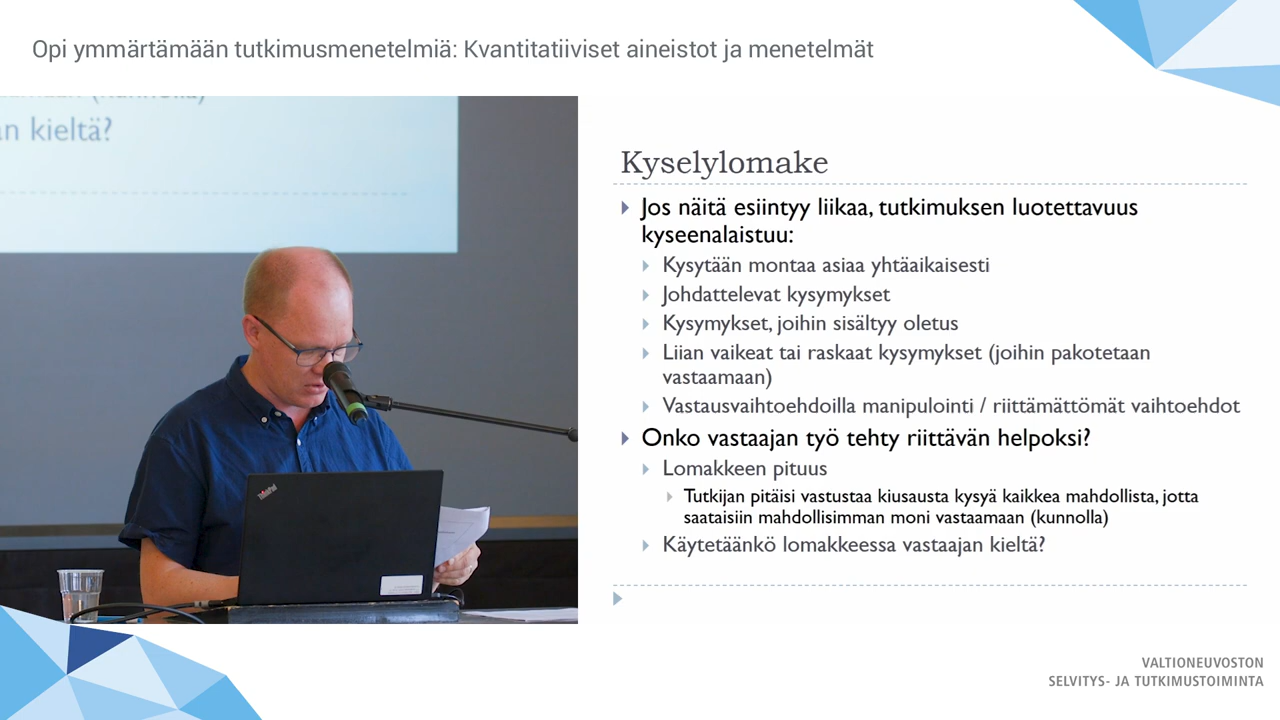 Opi ymmärtämään tutkimusmenetelmiä: Kvantitatiiviset aineistot ja menetelmät
an kieltä?
ThinkPad
Kyselylomake
Jos näitä esiintyy liikaa, tutkimuksen luotettavuus
kyseenalaistuu:
Kysytään montaa asiaa yhtäaikaisesti
Johdattelevat kysymykset
Kysymykset, joihin sisältyy oletus
Liian vaikeat tai raskaat kysymykset (joihin pakotetaan
vastaamaan)
Vastausvaihtoehdoilla manipulointi / riittämättömät vaihtoehdot
Onko vastaajan työ tehty riittävän helpoksi?
Lomakkeen pituus
Tutkijan pitäisi vastustaa kiusausta kysyä kaikkea mahdollista, jotta
saataisiin mahdollisimman moni vastaamaan (kunnolla)
Käytetäänkö lomakkeessa vastaajan kieltä?
VALTIONEUVOSTON
SELVITYS- JA TUTKIMUSTOIMINTA